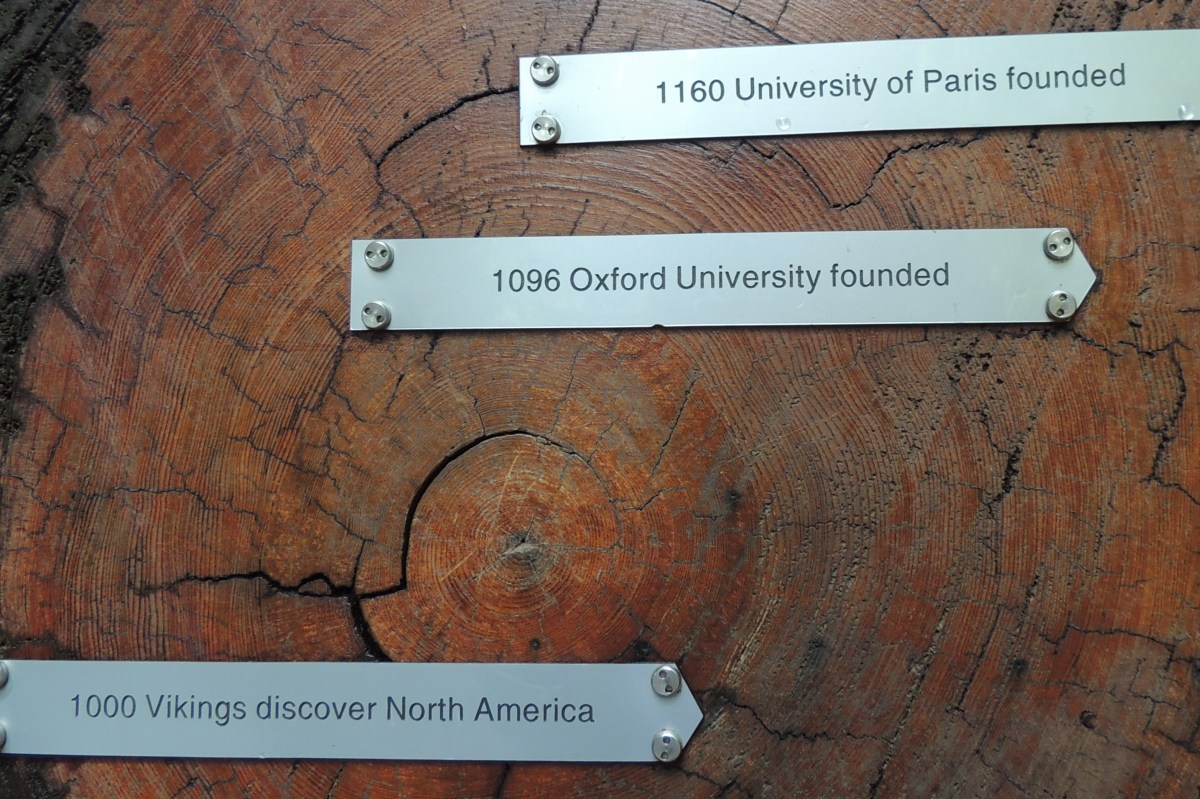 1160 University of Paris founded
1096 Oxford University founded
1000 Vikings discover North America